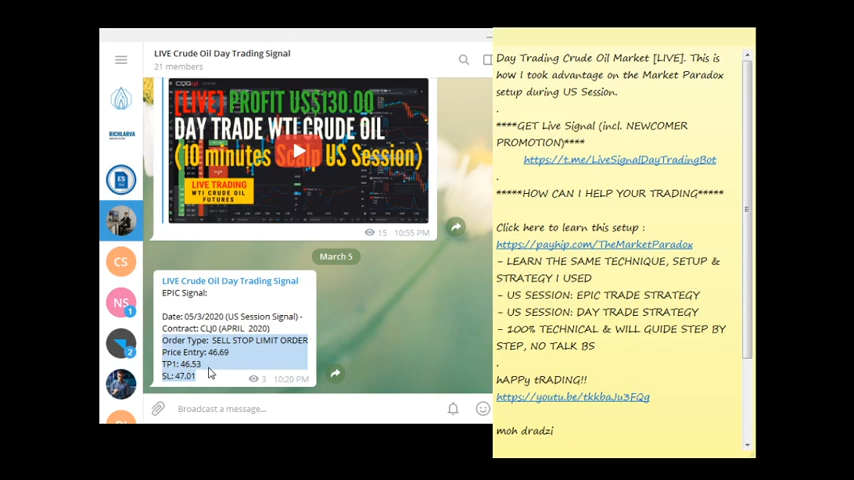 LIVE Crude Oil Day Trading Signal
21 members
[LIVE] PROFIT US$130.00
DAY TRADE WTI CRUDE OIL
(10 minutes Scalp US Session)
LIVE TRADING
WTI CRUDE OIL
FUTURES
15 10:55 PM
March 5
LIVE Crude Oil Day Trading Signal
EPIC Signal:
Date: 05/3/2020 (US Session Signal) -
Contract: CLJ0 (APRIL 2020)
Order Type: SELL STOP LIMIT ORDER
Price Entry: 46.69
TP1: 46.53
SL: 47.01
3 10:20 PM
Broadcast a message...
RICHLARVA
ES
CS
NS
1
2
Day Trading Crude Oil Market [LIVE]. This is
how I took advantage on the Market Paradox
setup during US Session.
.
****GET Live Signal (incl. NEWCOMER
PROMOTION)****
https://t.me/LiveSignalDayTradingBot
.
*****HOW CAN I HELP YOUR TRADING*****
Click here to learn this setup :
https://payhip.com/TheMarketParadox
- LEARN THE SAME TECHNIQUE, SETUP &
STRATEGY I USED
- US SESSION: EPIC TRADE STRATEGY
- US SESSION: DAY TRADE STRATEGY
- 100% TECHNICAL & WILL GUIDE STEP BY
STEP, NO TALK BS
.
hAPPy tRADING!!
https://youtu.be/tkkbaJu3FQg
moh dradzi